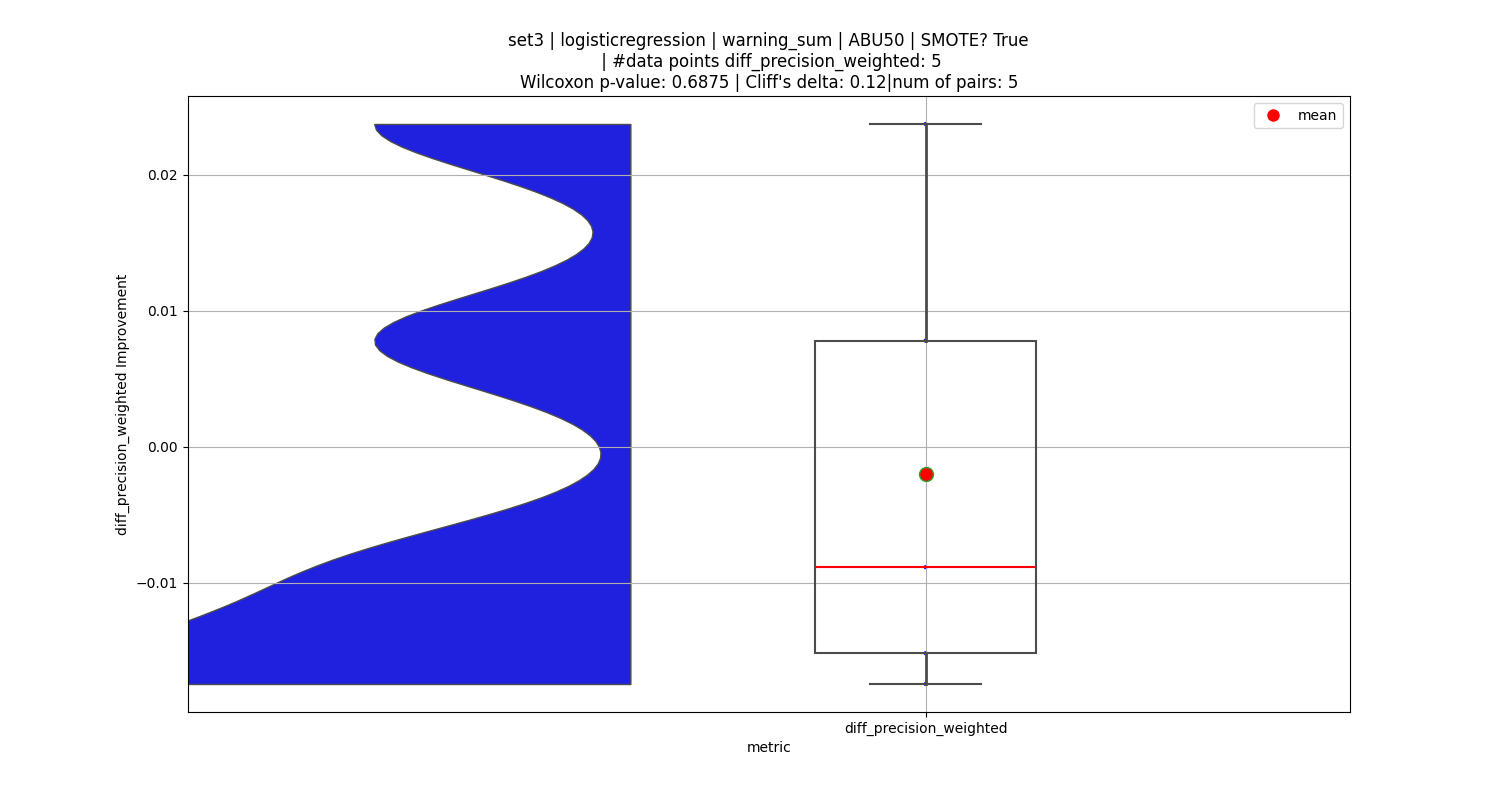 set3 | logisticregression | warning_sum | ABU50 | SMOTE? True
| #data points diff_precision_weighted: 5
Wilcoxon p-value: 0.6875 | Cliff's delta: 0.12|num of pairs: 5
mean
0.02
0.01
0.00
−0.01
diff_precision_weighted Improvement
diff_precision_weighted
metric